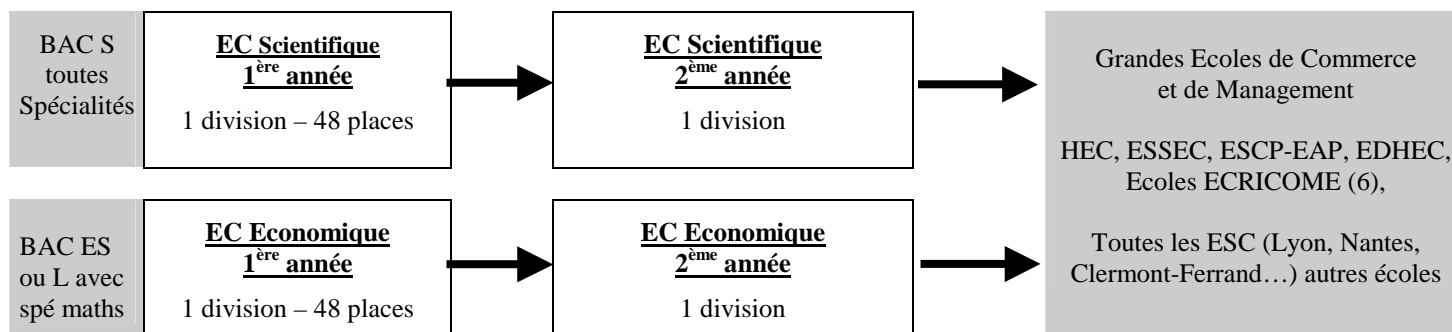 BAC S
toutes
Spécialités
EC Scientifique
1ère année
1 division – 48 places
EC Scientifique
2ème année
1 division
BAC ES
ou L avec
spé maths
EC Economique
1ère année
1 division – 48 places
EC Economique
2ème année
1 division
Grandes Ecoles de Commerce
et de Management
HEC, ESSEC, ESCP-EAP, EDHEC,
Ecoles ECRICOME (6),
Toutes les ESC (Lyon, Nantes,
Clermont-Ferrand…) autres écoles